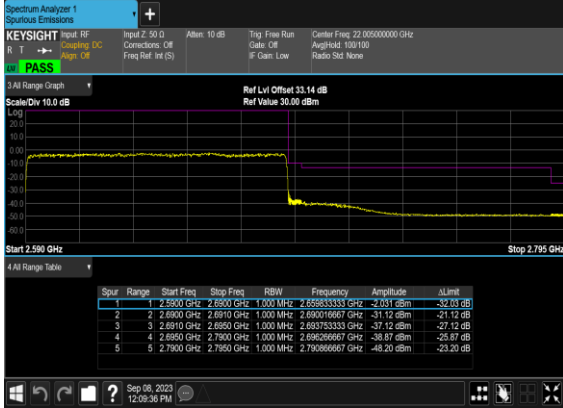 Spectrum Analyzer 1
Spurious Emissions
KEYSIGHT Input: RF Input Z: 50 Ω Atten: 10 dB Trig: Free Run Center Freq: 22.005000000 GHz
R T Coupling: DC Corrections: Off Gate: Off Avg|Hold: 100/100
Align: Off Freq Ref: Int (S) IF Gain: Low Radio Std: None
PASS
3 All Range Graph Ref Lvl Offset 33.14 dB
Scale/Div 10.0 dB Ref Value 30.00 dBm
Log
20.0
10.0
0.00
-10.0
-20.0
-30.0
-40.0
-50.0
-60.0
Start 2.590 GHz Stop 2.795 GHz
4 All Range Table
Spur Range Start Freq Stop Freq RBW Frequency Amplitude ΔLimit
1 1 2.5900 GHz 2.6900 GHz 1.000 MHz 2.659633333 GHz -2.031 dBm -32.03 dB
2 2 2.6900 GHz 2.6910 GHz 1.000 MHz 2.690016667 GHz -31.12 dBm -21.12 dB
3 3 2.6910 GHz 2.6950 GHz 1.000 MHz 2.693753333 GHz -37.12 dBm -27.12 dB
4 4 2.6950 GHz 2.7900 GHz 1.000 MHz 2.696266667 GHz -38.87 dBm -25.87 dB
5 5 2.7900 GHz 2.7950 GHz 1.000 MHz 2.790866667 GHz -48.20 dBm -23.20 dB
? Sep 08, 2023
12:09:36 PM